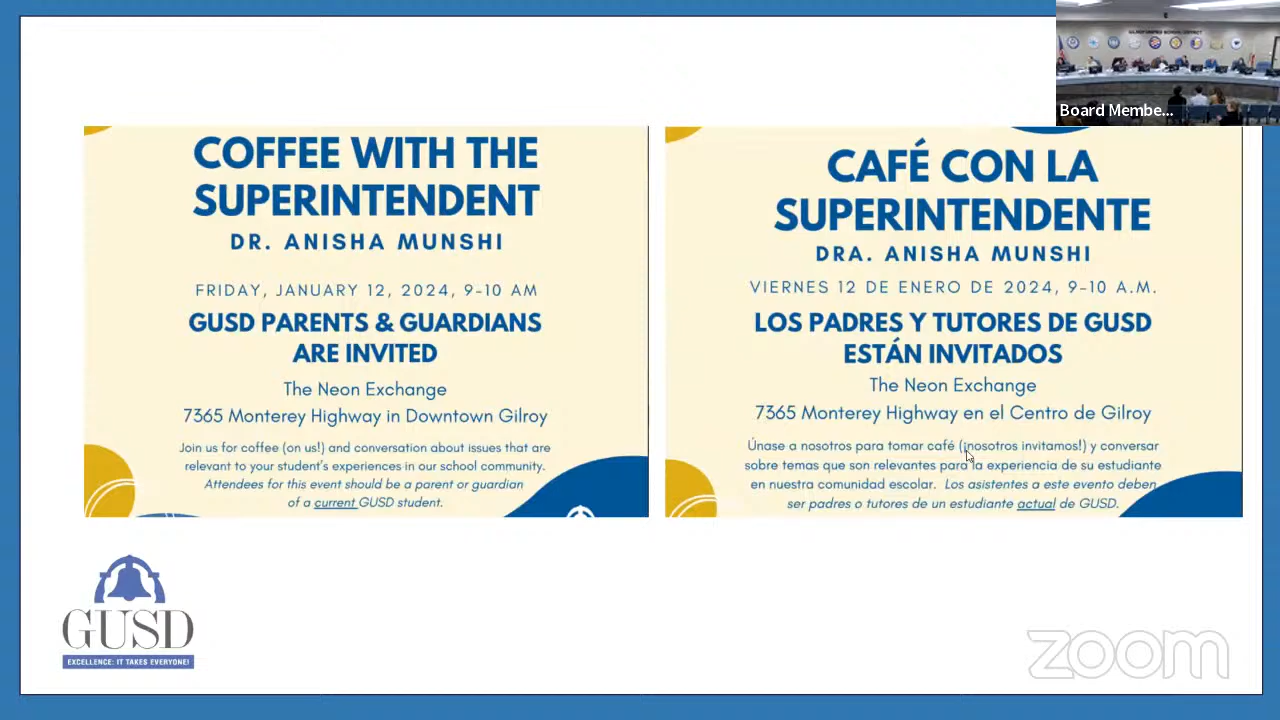 GILROY UNIFIED SCHOOL DISTRICT
Board Membe...
COFFEE WITH THE
SUPERINTENDENT
DR. ANISHA MUNSHI
FRIDAY, JANUARY 12, 2024, 9-10 AM
GUSD PARENTS & GUARDIANS
ARE INVITED
The Neon Exchange
7365 Monterey Highway in Downtown Gilroy
Join us for coffee (on us!) and conversation about issues that are
relevant to your student's experiences in our school community.
Attendees for this event should be a parent or guardian
of a current GUSD student.
CAFÉ CON LA
SUPERINTENDENTE
DRA. ANISHA MUNSHI
VIERNES 12 DE ENERO DE 2024, 9-10 A.M.
LOS PADRES Y TUTORES DE GUSD
ESTÁN INVITADOS
The Neon Exchange
7365 Monterey Highway en el Centro de Gilroy
Únase a nosotros para tomar café (¡nosotros invitamos!) y conversar
sobre temas que son relevantes para la experiencia de su estudiante
en nuestra comunidad escolar. Los asistentes a este evento deben
ser padres o tutores de un estudiante actual de GUSD.
GUSD
EXCELLENCE: IT TAKES EVERYONE!
zoom